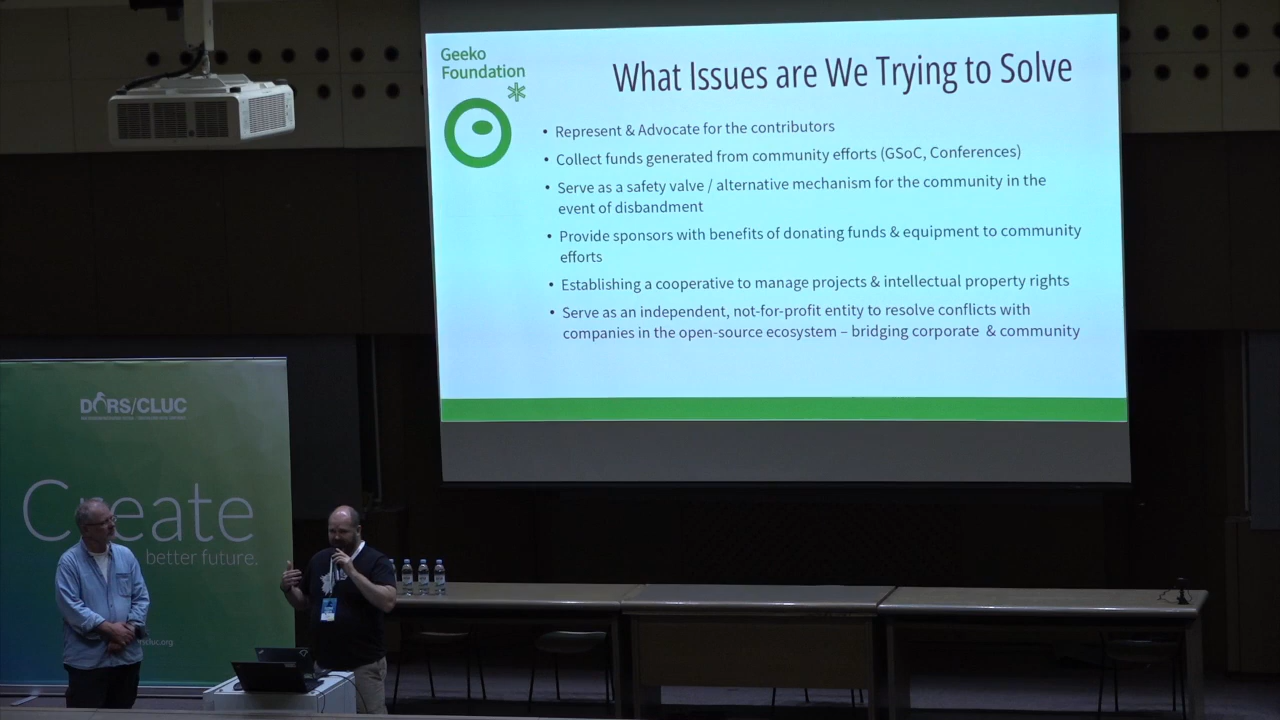 Geeko
Foundation
What Issues are We Trying to Solve
• Represent & Advocate for the contributors
• Collect funds generated from community efforts (GSoC, Conferences)
• Serve as a safety valve / alternative mechanism for the community in the
event of disbandment
• Provide sponsors with benefits of donating funds & equipment to community
efforts
• Establishing a cooperative to manage projects & intellectual property rights
• Serve as an independent, not-for-profit entity to resolve conflicts with
companies in the open-source ecosystem – bridging corporate & community
DORS/CLUC
Create
better future.